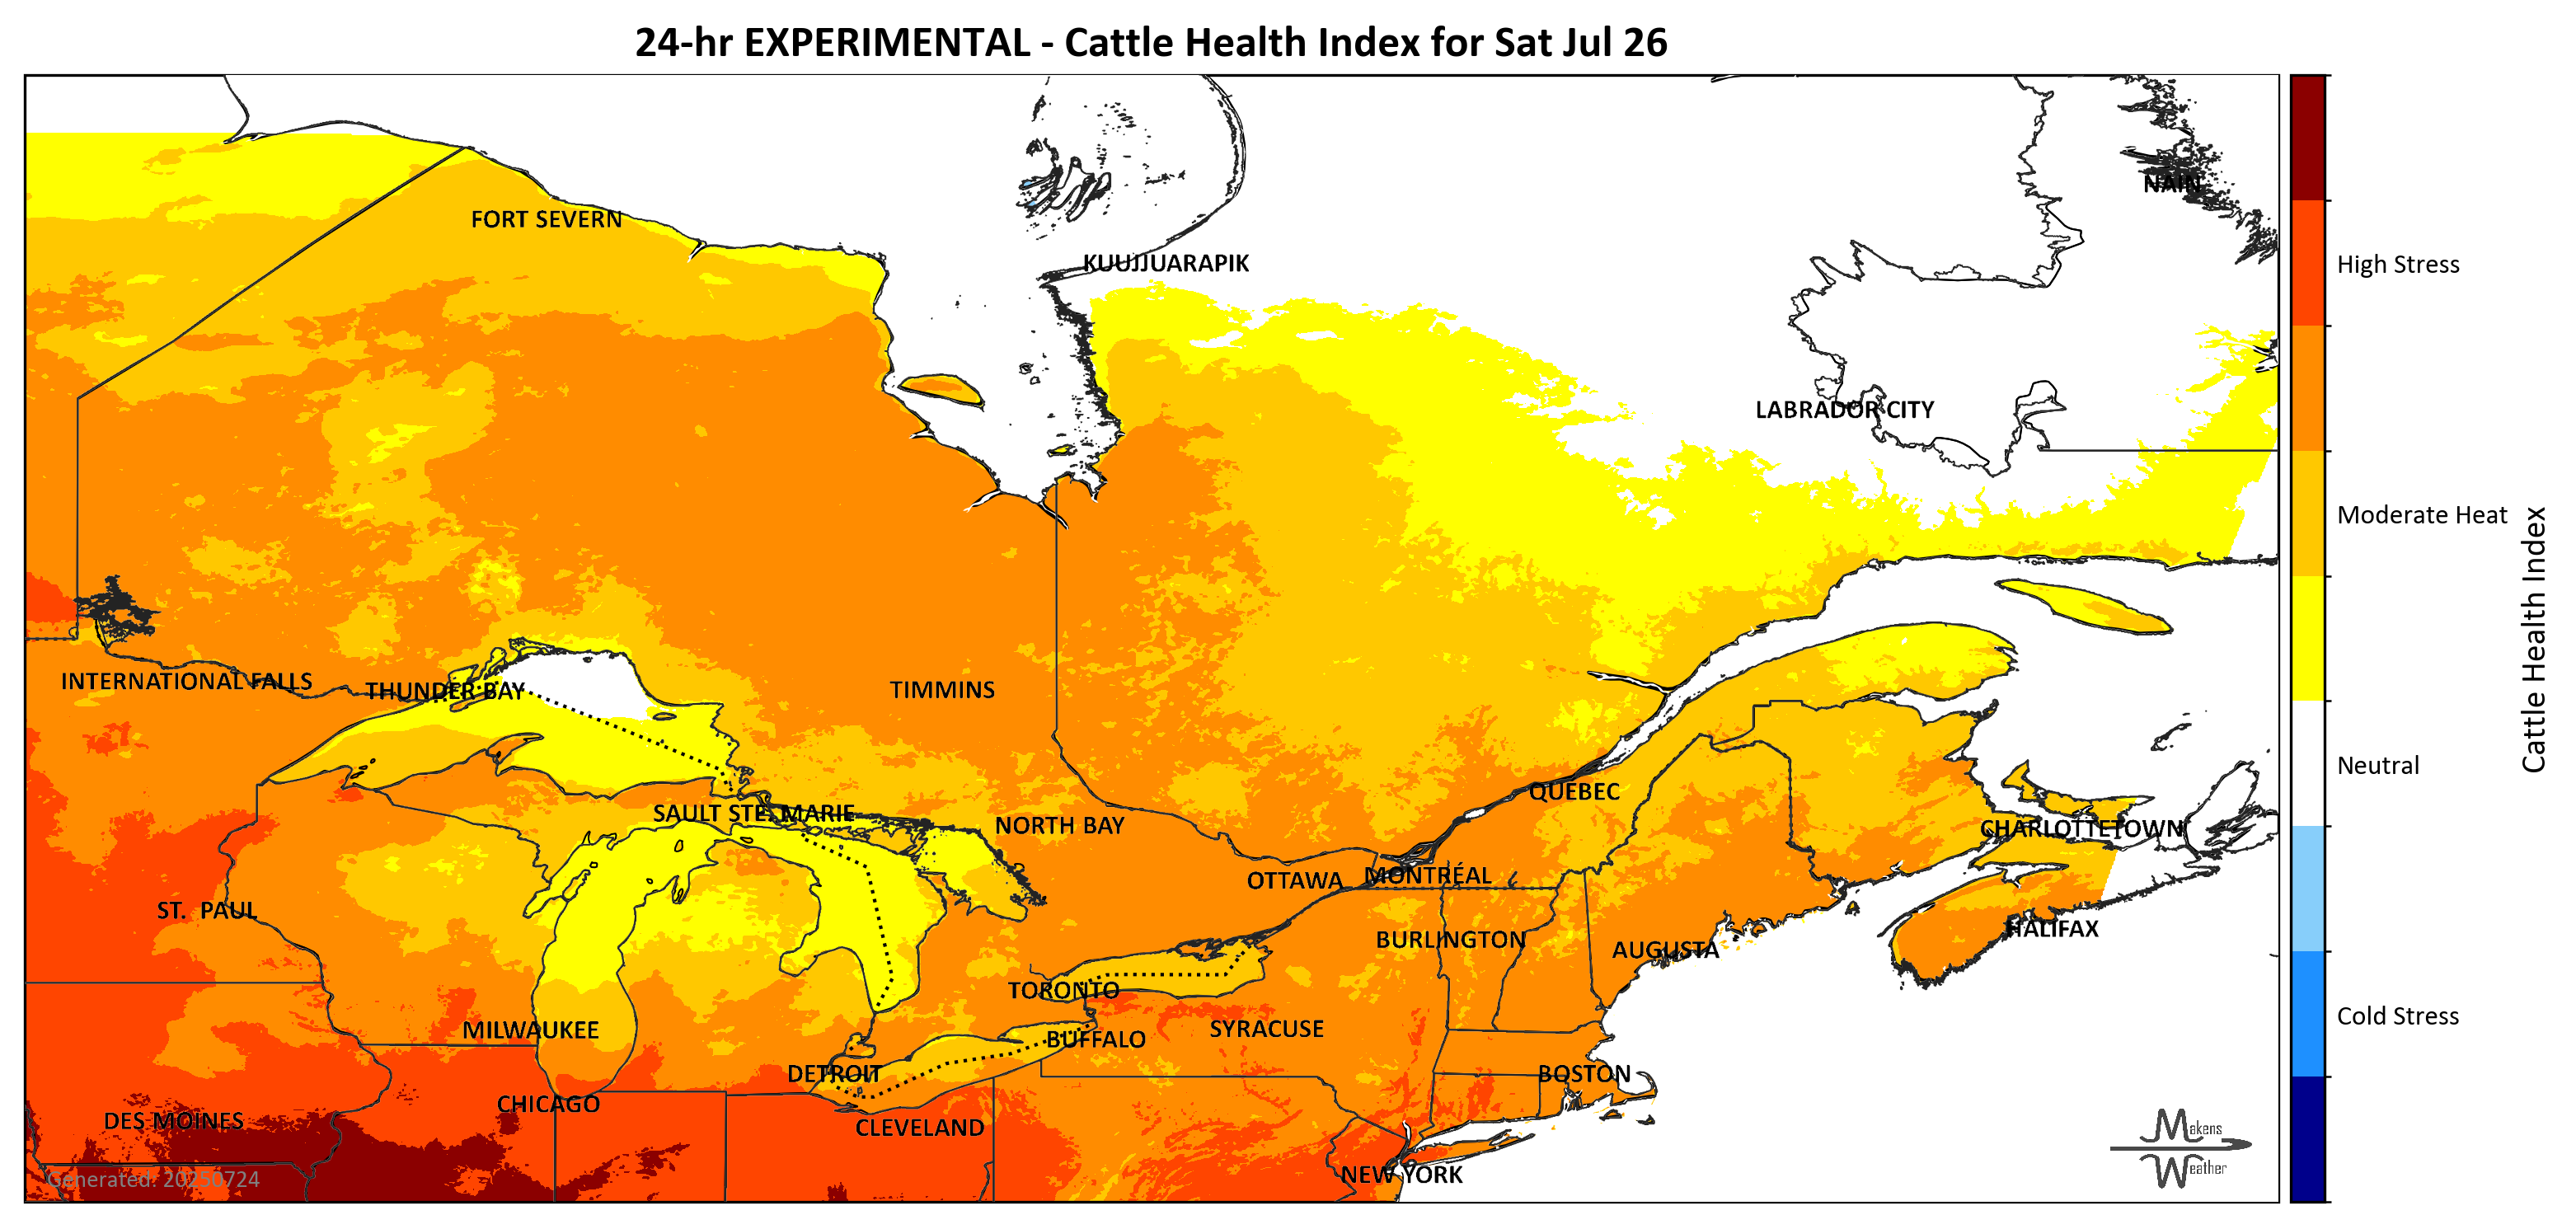 24-hr EXPERIMENTAL - Cattle Health Index for Sat Jul 26
NAIN
FORT SEVERN
KUUJJUARAPIK
High Stress
LABRADOR CITY
Moderate Heat
INTERNATIONAL FALLS
THUNDER BAY
TIMMINS
Cattle Health Index
Neutral
QUEBEC
SAULT STE. MARIE
NORTH BAY
CHARLOTTETOWN
OTTAWA
MONTRÉAL
ST. PAUL
HALIFAX
BURLINGTON
AUGUSTA
TORONTO
Cold Stress
MILWAUKEE
SYRACUSE
BUFFALO
DETROIT
BOSTON
CHICAGO
DES MOINES
CLEVELAND
Makens
Weather
NEW YORK
Generated: 20250724